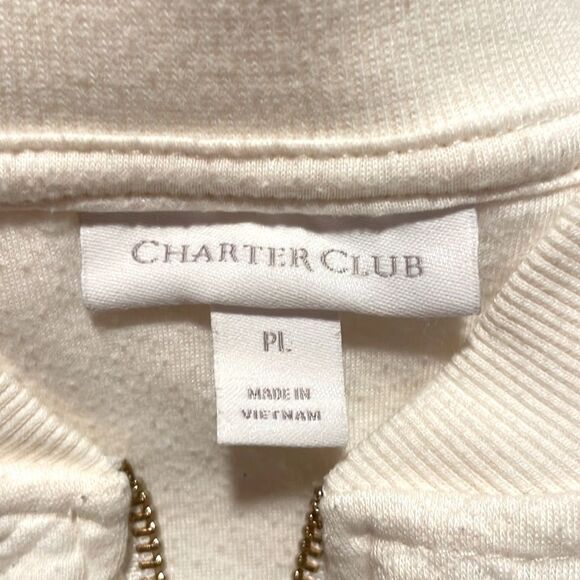 CHARTER CLUB
PL
MADE IN
VIETNAM